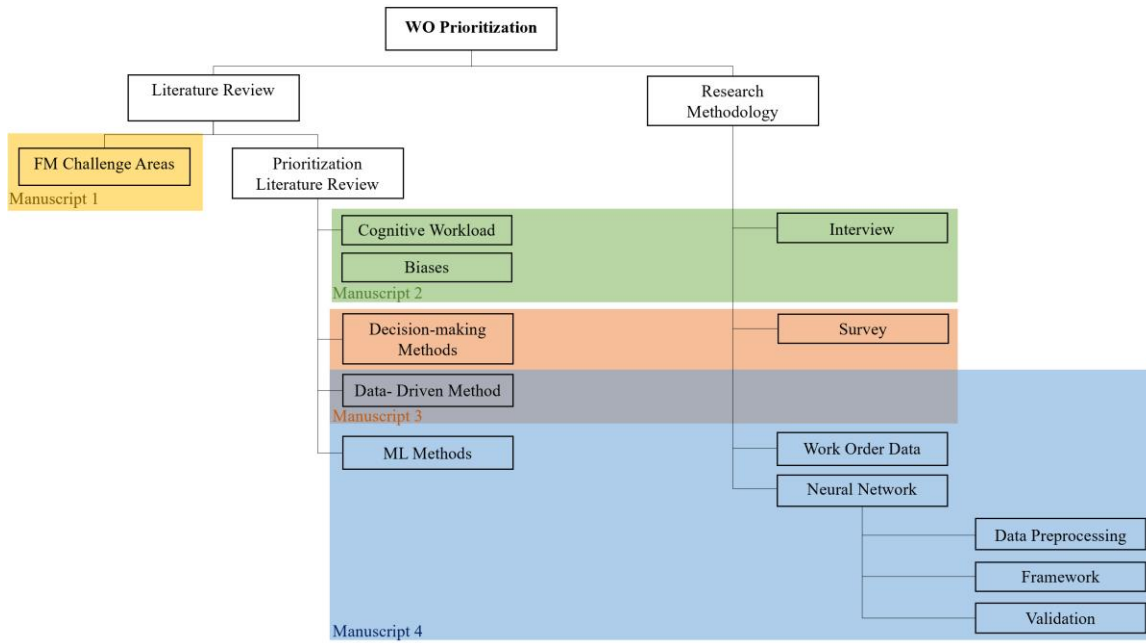 WO Prioritization
Literature Review
Research
Methodology
FM Challenge Areas
Manuscript 1
Prioritization
Literature Review
Cognitive Workload
Interview
Biases
Manuscript 2
Decision-making
Methods
Survey
Data- Driven Method
Manuscript 3
ML Methods
Work Order Data
Neural Network
Data Preprocessing
Framework
Validation
Manuscript 4